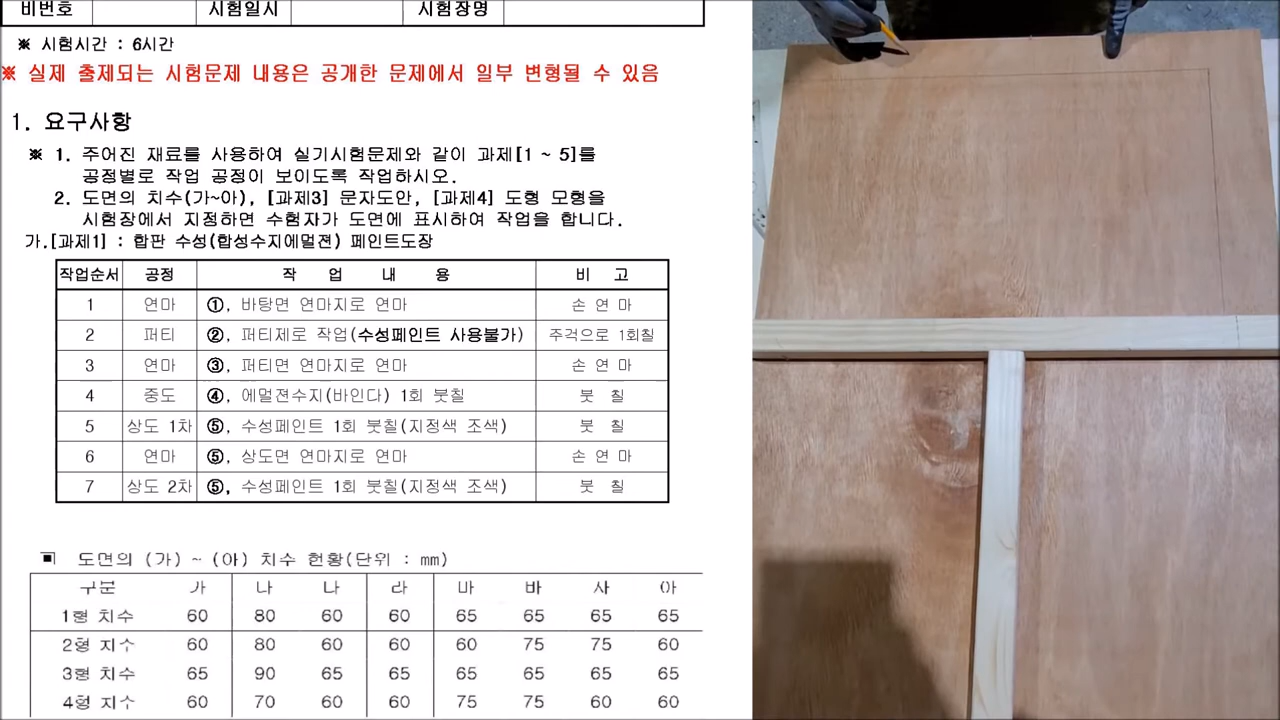 비번호 시험일시 시험장명
※ 시험시간 : 6시간
※ 실제 출제되는 시험문제 내용은 공개한 문제에서 일부 변형될 수 있음
1. 요구사항
※ 1. 주어진 재료를 사용하여 실기시험문제와 같이 과제[1 ~ 5]를
공정별로 작업 공정이 보이도록 작업하시오.
2. 도면의 치수(가~아), [과제3] 문자도안, [과제4] 도형 모형을
시험장에서 지정하면 수험자가 도면에 표시하여 작업을 합니다.
가.[과제1] : 합판 수성(합성수지에멀젼) 페인트도장
작업순서 공정 작 업 내 용 비 고
1 연마 ①, 바탕면 연마지로 연마 손 연 마
2 퍼티 ②, 퍼티제로 작업(수성페인트 사용불가) 주걱으로 1회칠
3 연마 ③, 퍼티면 연마지로 연마 손 연 마
4 중도 ④, 에멀젼수지(바인다) 1회 붓칠 붓 칠
5 상도 1차 ⑤, 수성페인트 1회 붓칠(지정색 조색) 붓 칠
6 연마 ⑤, 상도면 연마지로 연마 손 연 마
7 상도 2차 ⑤, 수성페인트 1회 붓칠(지정색 조색) 붓 칠
▣ 도면의 (가) ~ (아) 치수 현황(단위 : mm)
구분 가 나 다 라 마 바 사 아
1형 치수 60 80 60 60 65 65 65 65
2형 치수 60 80 60 60 60 75 75 60
3형 치수 65 90 65 65 65 65 65 65
4형 치수 60 70 60 60 75 75 60 60